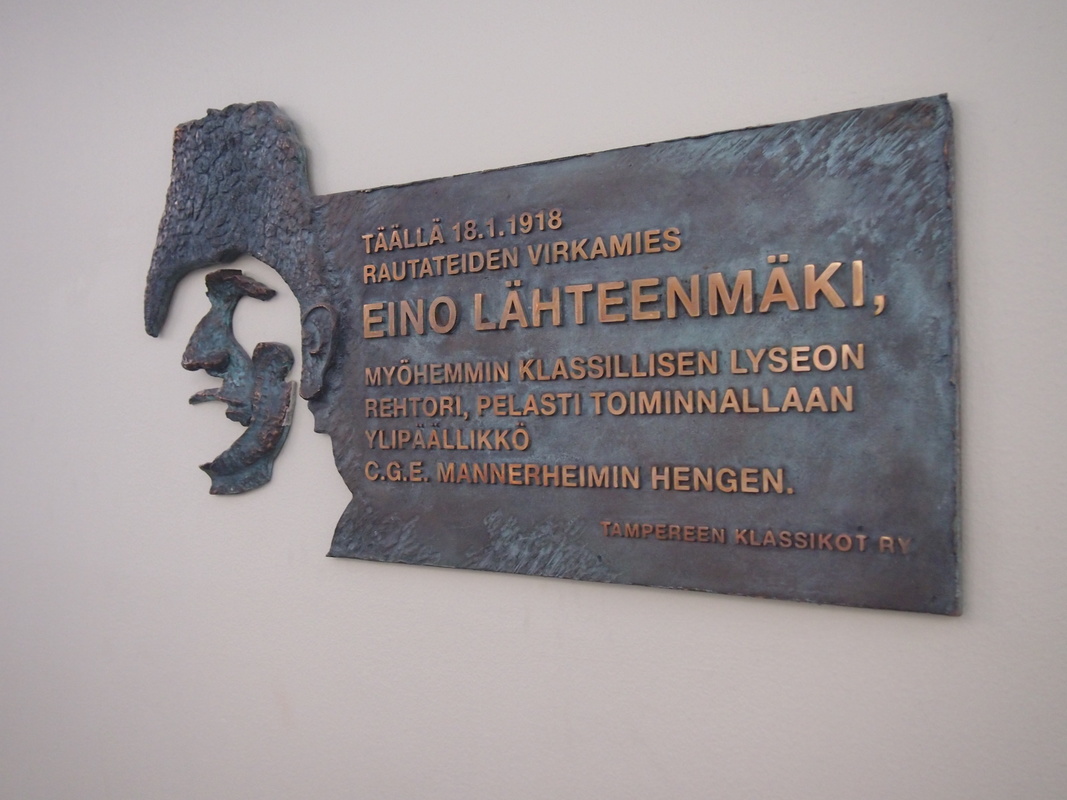 TÄÄLLÄ 18.1.1918
RAUTATEIDEN VIRKAMIES
EINO LÄHTEENMÄKI,
MYÖHEMMIN KLASSILLISEN LYSEON
REHTORI, PELASTI TOIMINNALLAAN
YLIPÄÄLLIKKÖ
C.G.E. MANNERHEIMIN HENGEN.
TAMPEREEN KLASSIKOT RY